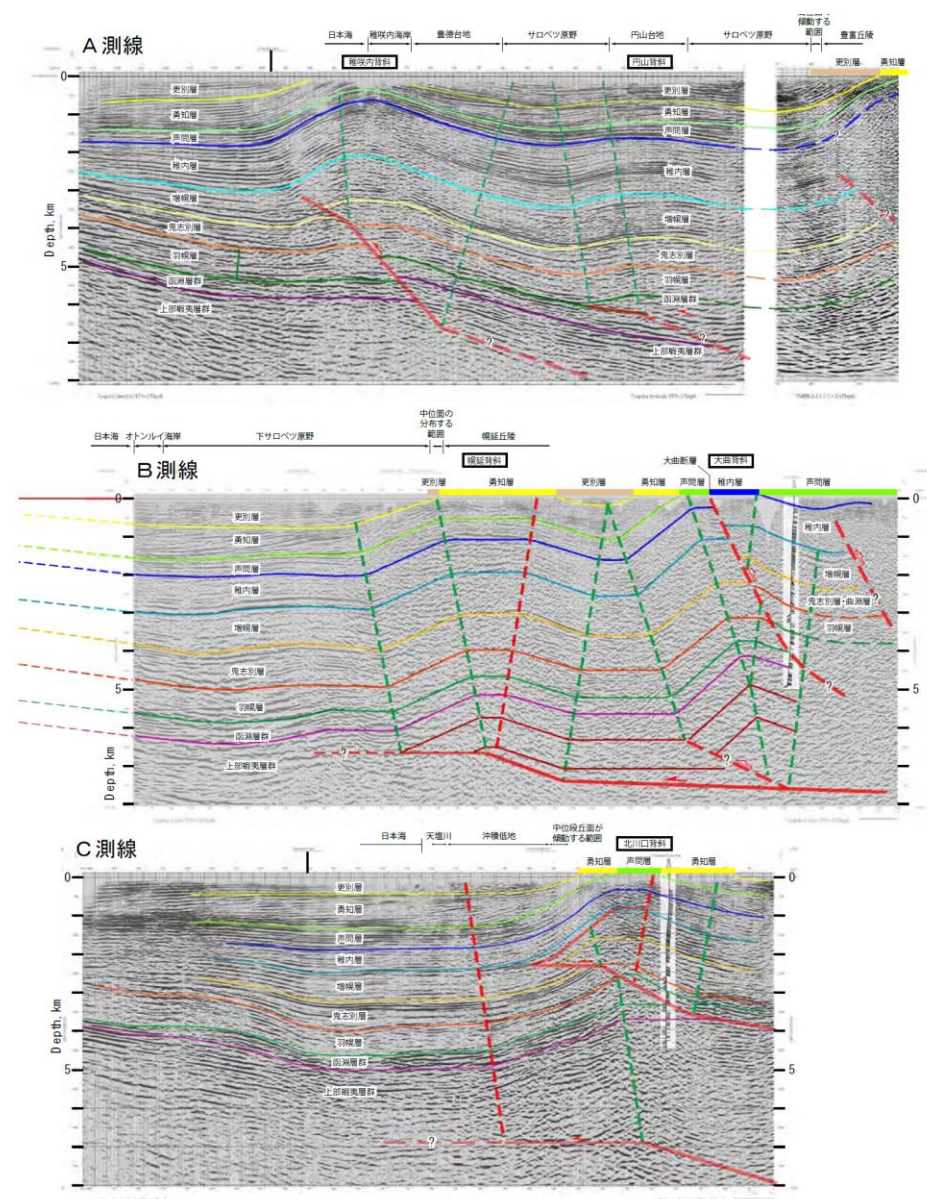 A測線
傾動する
範囲
日本海
稚咲内海岸
豊徳台地
サロベツ原野
円山台地
サロベツ原野
豊富丘陵
稚咲内背斜
円山背斜
更別層
勇知層
0
更別層
更別層
勇知層
勇知層
声問層
声問層
稚内層
稚内層
増幌層
増幌層
鬼志別層
鬼志別層
羽幌層
羽幌層
函淵層群
函淵層群
上部蝦夷層群
上部蝦夷層群
5
Depth, km
?
?
?
?
B測線
中位面の
分布する
範囲
日本海
オトンルイ海岸
下サロベツ原野
幌延丘陵
幌延背斜
大曲断層
大曲背斜
更別層
勇知層
更別層
勇知層
声問層
稚内層
声問層
0
0
更別層
勇知層
声問層
稚内層
増幌層
鬼志別層
羽幌層
函淵層群
上部蝦夷層群
稚内層
増幌層
鬼志別層・曲淵層
羽幌層
5
5
Depth, km
?
?
?
?
C測線
日本海
天塩川
沖積低地
中位段丘面が
傾動する範囲
北川口背斜
勇知層
声問層
勇知層
0
0
更別層
勇知層
声問層
稚内層
増幌層
鬼志別層
羽幌層
函淵層群
上部蝦夷層群
5
5
Depth, km
?